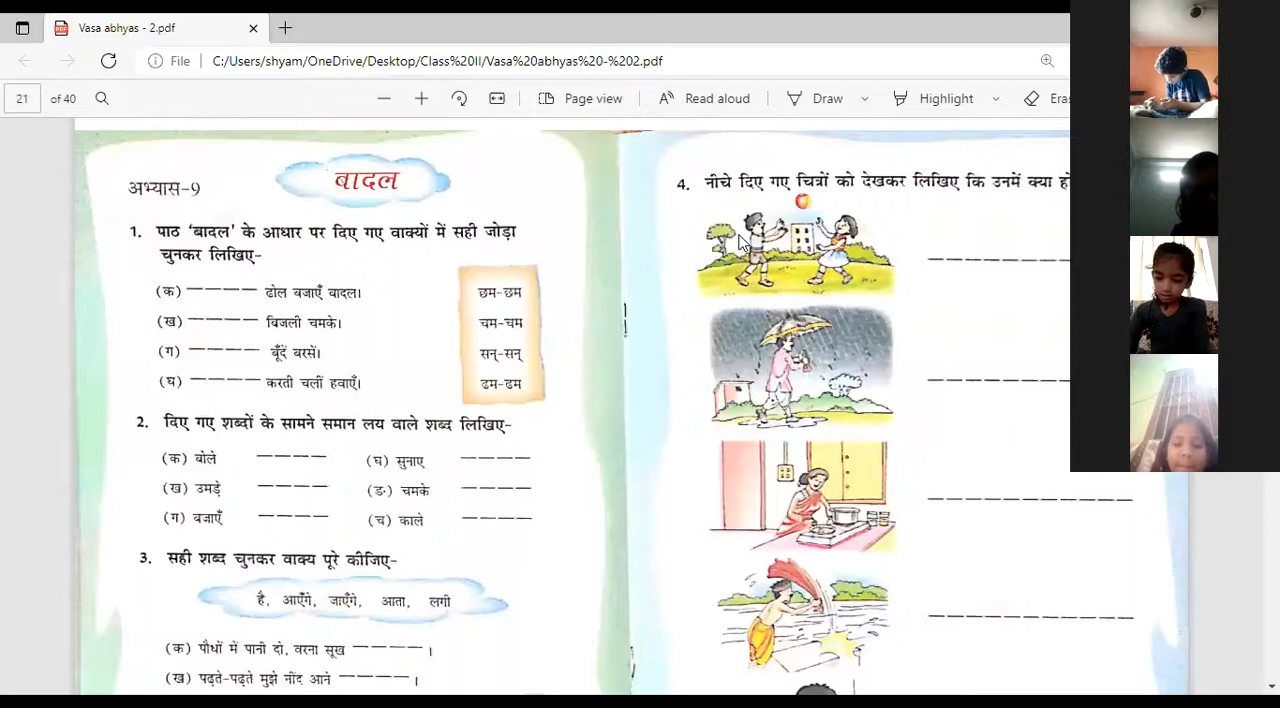 Vasa abhyas - 2.pdf
File C:/Users/shyam/OneDrive/Desktop/Class%20II/Vasa%20abhyas%20-%202.pdf
21 of 40 Page view Read aloud Draw Highlight Eras
अभ्यास-9
बादल
1. पाठ 'बादल' के आधार पर दिए गए वाक्यों में सही जोड़ा
चुनकर लिखिए-
(क) ढोल बजाएँ बादल। छम-छम
(ख) बिजली चमके। चम-चम
(ग) बूँदें बरसें। सन्-सन्
(घ) करती चलीं हवाएँ। ढम-ढम
2. दिए गए शब्दों के सामने समान लय वाले शब्द लिखिए-
(क) बोले (घ) सुनाए
(ख) उमड़े (ङ) चमके
(ग) बजाएँ (च) काले
3. सही शब्द चुनकर वाक्य पूरे कीजिए-
है, आएँगे, जाएँगे, आता, लगी
(क) पौधों में पानी दो, वरना सूख ।
(ख) पढ़ते-पढ़ते मुझे नींद आने ।
4. नीचे दिए गए चित्रों को देखकर लिखिए कि उनमें क्या हो